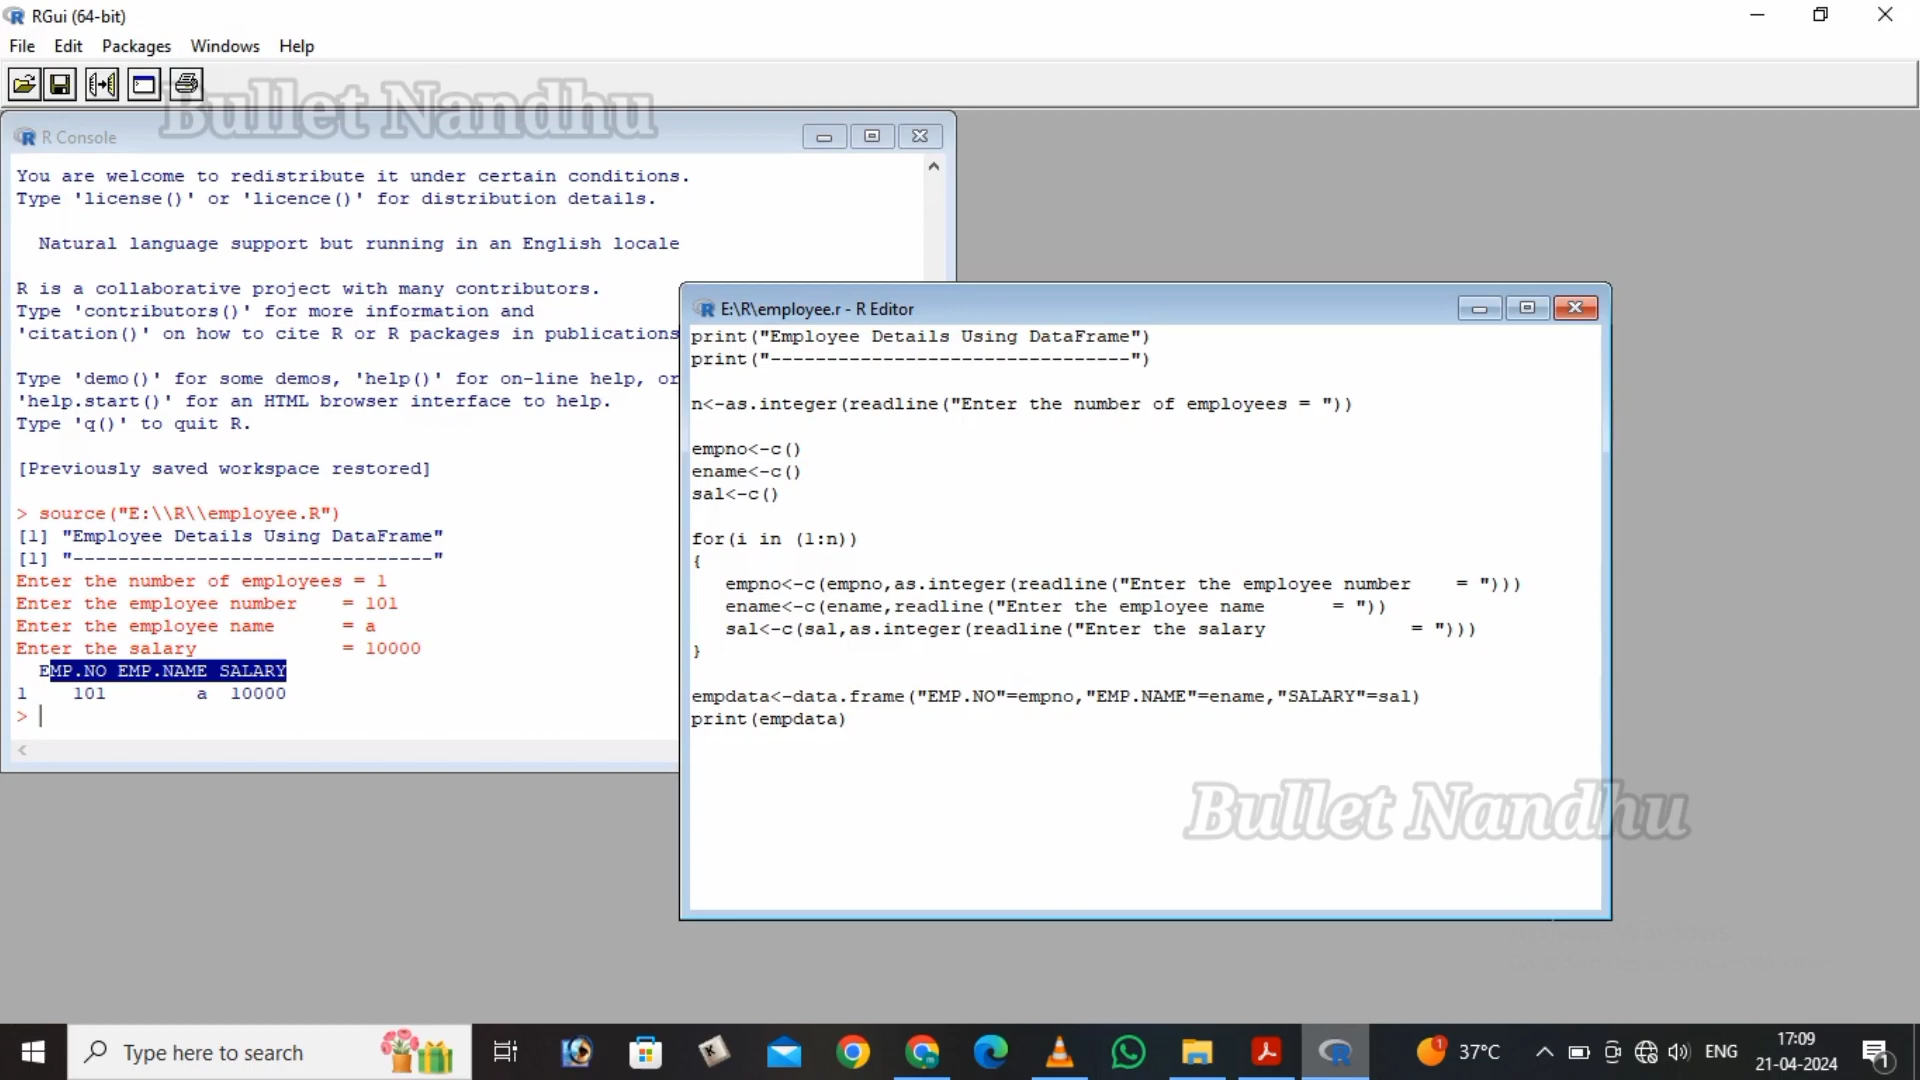 RGui (64-bit)
File Edit Packages Windows Help
Bullet Nandhu
R Console
You are welcome to redistribute it under certain conditions.
Type 'license()' or 'licence()' for distribution details.
Natural language support but running in an English locale
R is a collaborative project with many contributors.
Type 'contributors()' for more information and
'citation()' on how to cite R or R packages in publications
Type 'demo()' for some demos, 'help()' for on-line help, or
'help.start()' for an HTML browser interface to help.
Type 'q()' to quit R.
[Previously saved workspace restored]
> source("E:\\R\\employee.R")
[1] "Employee Details Using DataFrame"
[1] "--------------------------------"
Enter the number of employees = 1
Enter the employee number    = 101
Enter the employee name      = a
Enter the salary             = 10000
  EMP.NO EMP.NAME SALARY
1    101        a  10000
>
E:\R\employee.r - R Editor
print("Employee Details Using DataFrame")
print("--------------------------------")
n<-as.integer(readline("Enter the number of employees = "))
empno<-c()
ename<-c()
sal<-c()
for(i in (1:n))
{
   empno<-c(empno,as.integer(readline("Enter the employee number    = ")))
   ename<-c(ename,readline("Enter the employee name      = "))
   sal<-c(sal,as.integer(readline("Enter the salary             = ")))
}
empdata<-data.frame("EMP.NO"=empno,"EMP.NAME"=ename,"SALARY"=sal)
print(empdata)
Bullet Nandhu
Type here to search
37°C
ENG
17:09
21-04-2024
1